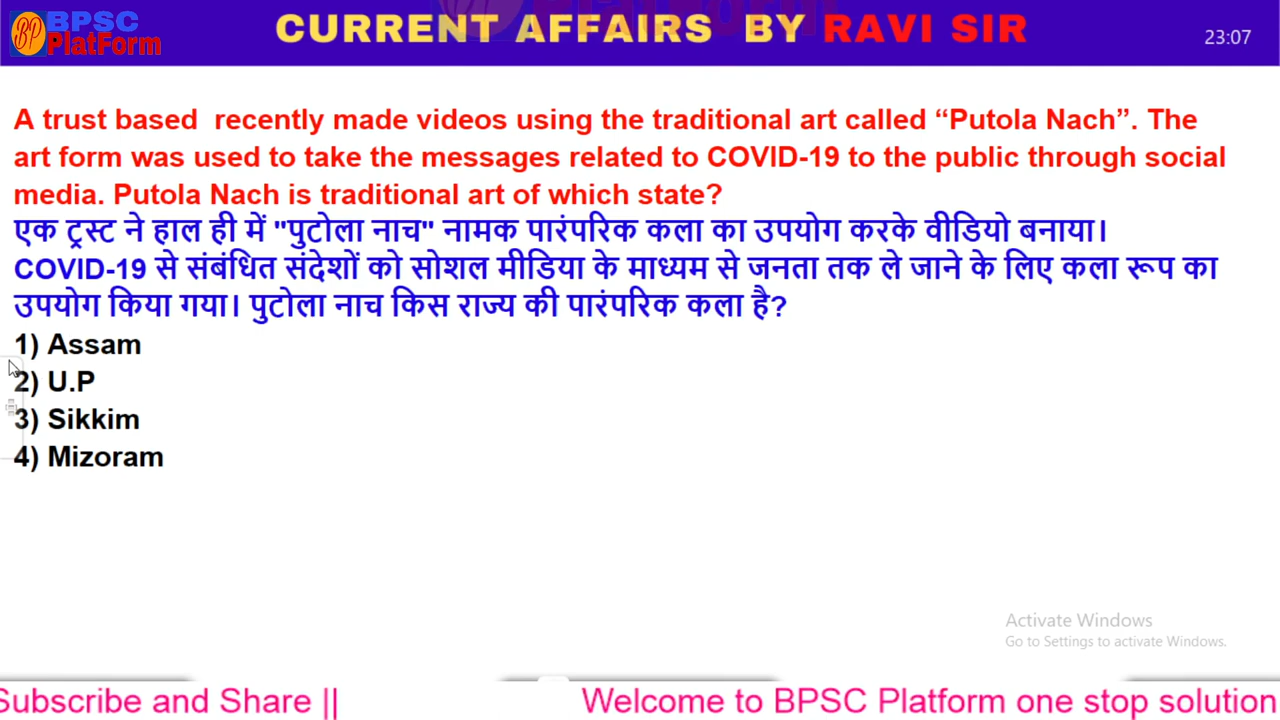 BPSC
PlatForm
CURRENT AFFAIRS BY RAVI SIR
23:07
A trust based recently made videos using the traditional art called “Putola Nach”. The
art form was used to take the messages related to COVID-19 to the public through social
media. Putola Nach is traditional art of which state?
एक ट्रस्ट ने हाल ही में "पुटोला नाच" नामक पारंपरिक कला का उपयोग करके वीडियो बनाया।
COVID-19 से संबंधित संदेशों को सोशल मीडिया के माध्यम से जनता तक ले जाने के लिए कला रूप का
उपयोग किया गया। पुटोला नाच किस राज्य की पारंपरिक कला है?
1) Assam
2) U.P
3) Sikkim
4) Mizoram
Activate Windows
Go to Settings to activate Windows.
Subscribe and Share || Welcome to BPSC Platform one stop solution